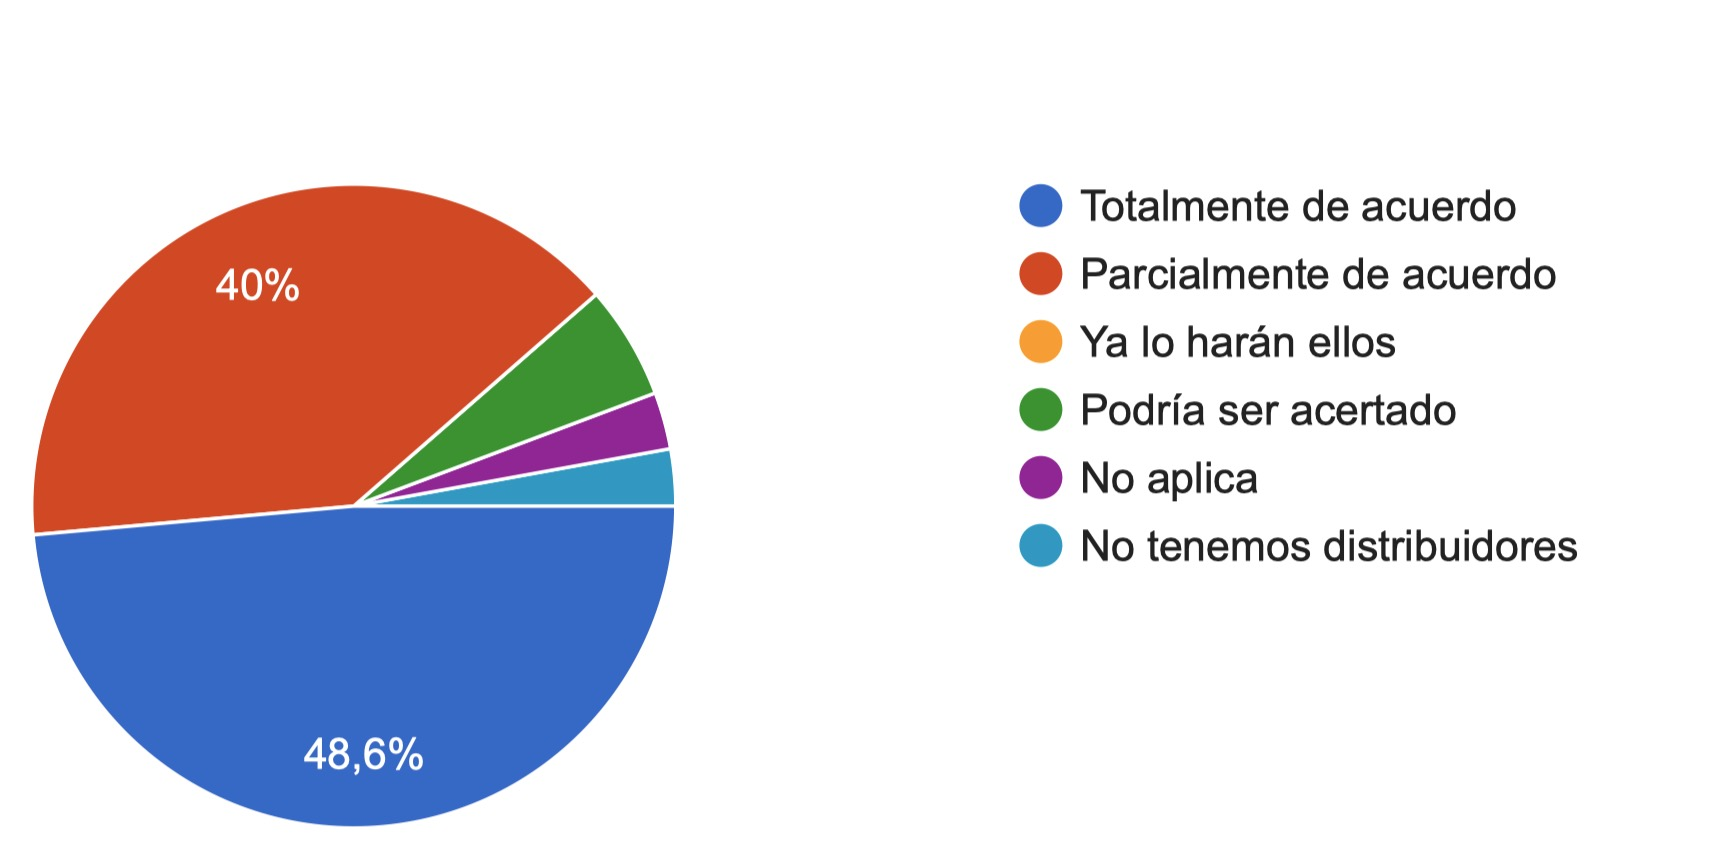 40%
48,6%
Totalmente de acuerdo
Parcialmente de acuerdo
Ya lo harán ellos
Podría ser acertado
No aplica
No tenemos distribuidores